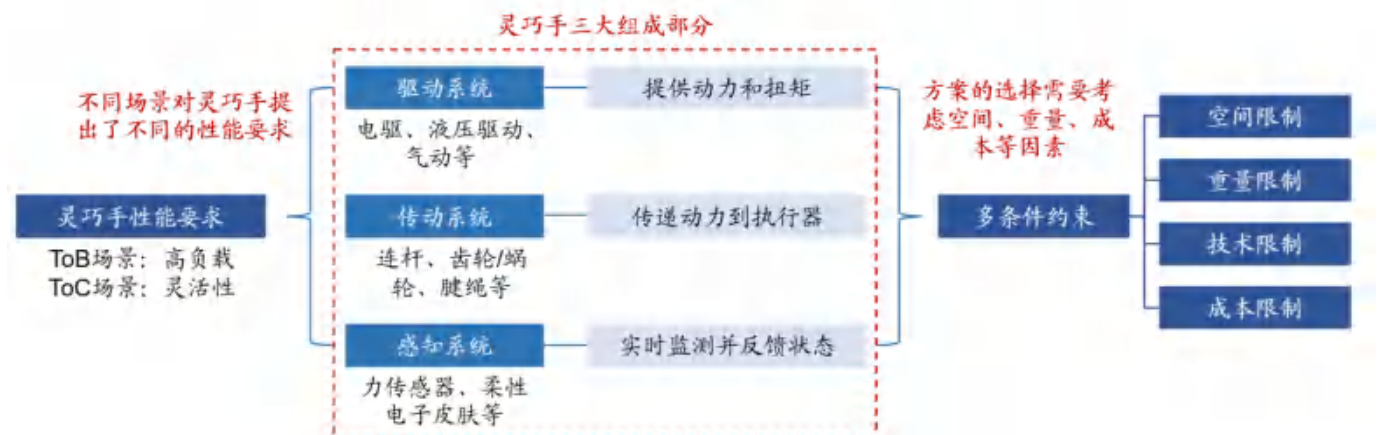 灵巧手三大组成部分
不同场景对灵巧手提
出了不同的性能要求
灵巧手性能要求
ToB场景：高负载
ToC场景：灵活性
驱动系统
提供动力和扭矩
电驱、液压驱动、
气动等
传动系统
传递动力到执行器
连杆、齿轮/蜗
轮、腱绳等
感知系统
实时监测并反馈状态
力传感器、柔性
电子皮肤等
方案的选择需要考
虑空间、重量、成
本等因素
多条件约束
空间限制
重量限制
技术限制
成本限制